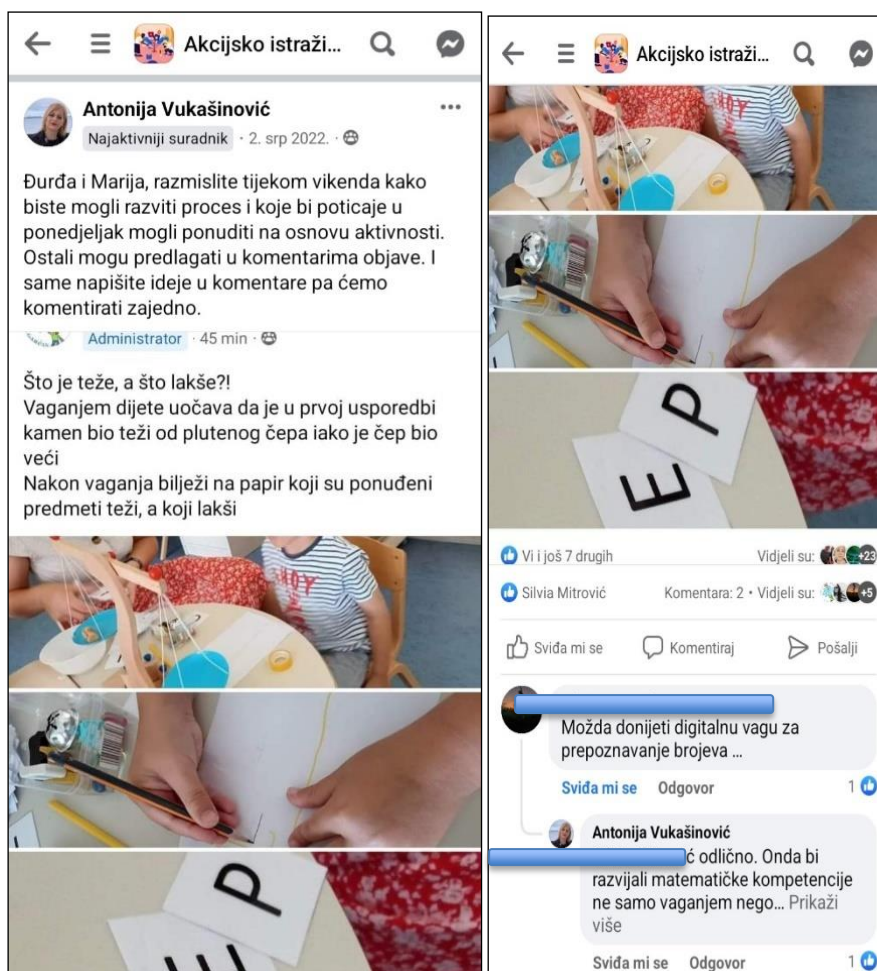 Akcijsko istraži...
Antonija Vukašinović
Najaktivniji suradnik · 2. srp 2022. ·
Đurđa i Marija, razmislite tijekom vikenda kako
biste mogli razviti proces i koje bi poticaje u
ponedjeljak mogli ponuditi na osnovu aktivnosti.
Ostali mogu predlagati u komentarima objave. I
same napišite ideje u komentare pa ćemo
komentirati zajedno.
Administrator · 45 min ·
Što je teže, a što lakše?!
Vaganjem dijete uočava da je u prvoj usporedbi
kamen bio teži od plutenog čepa iako je čep bio
veći
Nakon vaganja bilježi na papir koji su ponuđeni
predmeti teži, a koji lakši
AHOY
P
E
Akcijsko istraži...
AHOY
P
E
Vi i još 7 drugih Vidjeli su: +23
Silvia Mitrović Komentara: 2 • Vidjeli su: +5
Sviđa mi se Komentiraj Pošalji
Možda donijeti digitalnu vagu za
prepoznavanje brojeva ...
Sviđa mi se Odgovor 1
Antonija Vukašinović
ć odlično. Onda bi
razvijali matematičke kompetencije
ne samo vaganjem nego... Prikaži
više
Sviđa mi se Odgovor 1